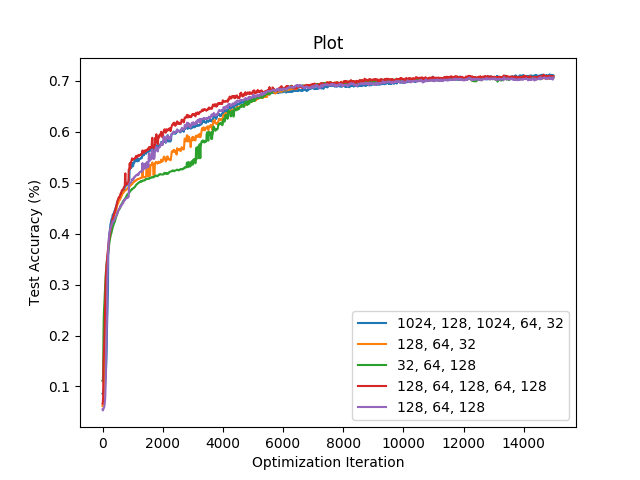 Plot
Test Accuracy (%)
0.7
0.6
0.5
0.4
0.3
0.2
0.1
1024, 128, 1024, 64, 32
128, 64, 32
32, 64, 128
128, 64, 128, 64, 128
128, 64, 128
0 2000 4000 6000 8000 10000 12000 14000
Optimization Iteration